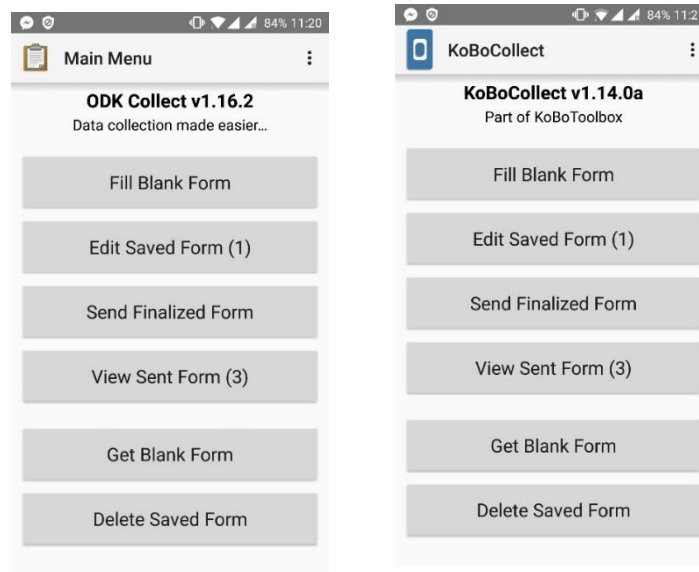 84% 11:20
Main Menu
ODK Collect v1.16.2
Data collection made easier...
Fill Blank Form
Edit Saved Form (1)
Send Finalized Form
View Sent Form (3)
Get Blank Form
Delete Saved Form
84% 11:2
KoBoCollect
KoBoCollect v1.14.0a
Part of KoBoToolbox
Fill Blank Form
Edit Saved Form (1)
Send Finalized Form
View Sent Form (3)
Get Blank Form
Delete Saved Form